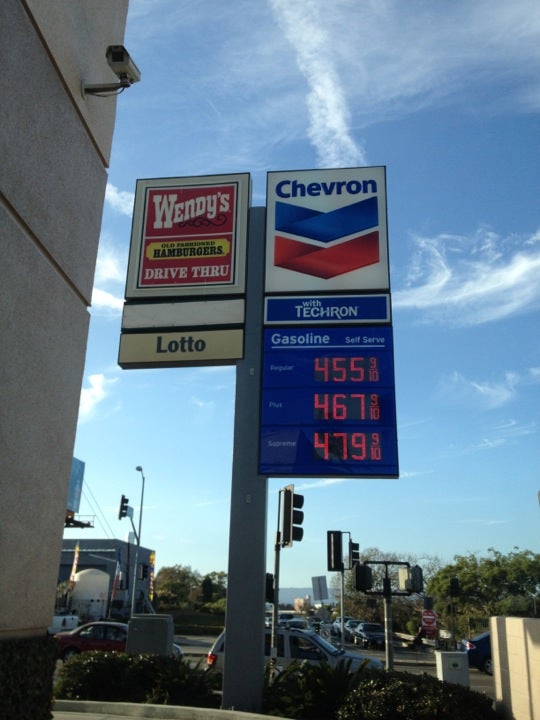 WENDY'S
OLD FASHIONED
HAMBURGERS.
DRIVE THRU
Lotto
Chevron
with
TECHRON
Gasoline Self Serve
Regular 455 9/10
Plus 467 9/10
Supreme 479 9/10